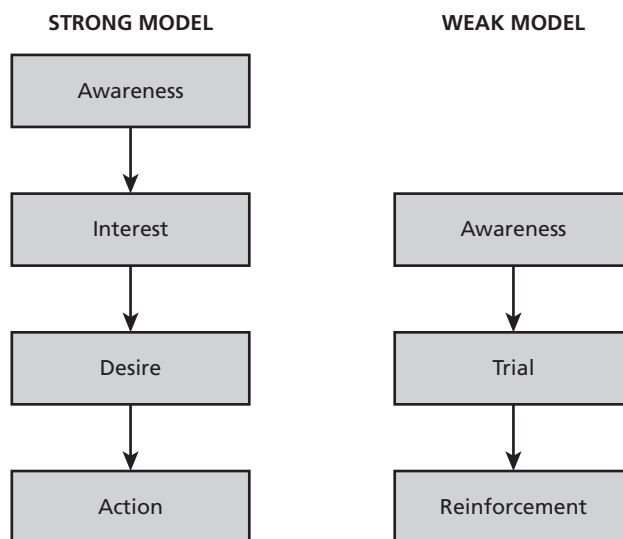 STRONG MODEL
Awareness
Interest
Desire
Action
WEAK MODEL
Awareness
Trial
Reinforcement